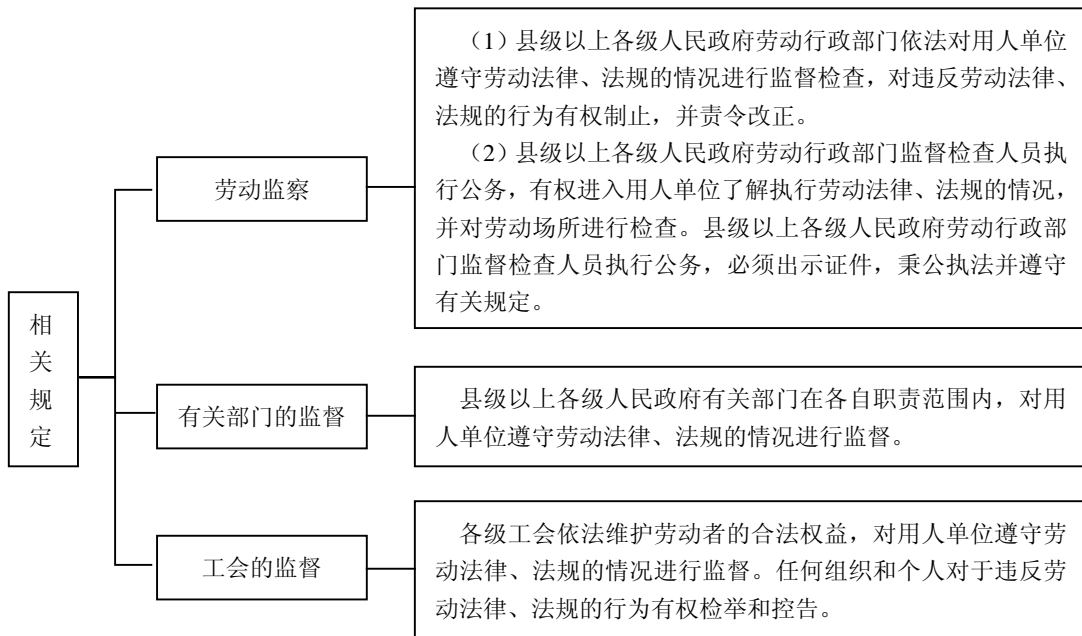 相
关
规
定
劳动监察
（1）县级以上各级人民政府劳动行政部门依法对用人单位
遵守劳动法律、法规的情况进行监督检查，对违反劳动法律、
法规的行为有权制止，并责令改正。
（2）县级以上各级人民政府劳动行政部门监督检查人员执
行公务，有权进入用人单位了解执行劳动法律、法规的情况，
并对劳动场所进行检查。县级以上各级人民政府劳动行政部
门监督检查人员执行公务，必须出示证件，秉公执法并遵守
有关规定。
有关部门的监督
县级以上各级人民政府有关部门在各自职责范围内，对用
人单位遵守劳动法律、法规的情况进行监督。
工会的监督
各级工会依法维护劳动者的合法权益，对用人单位遵守劳
动法律、法规的情况进行监督。任何组织和个人对于违反劳
动法律、法规的行为有权检举和控告。